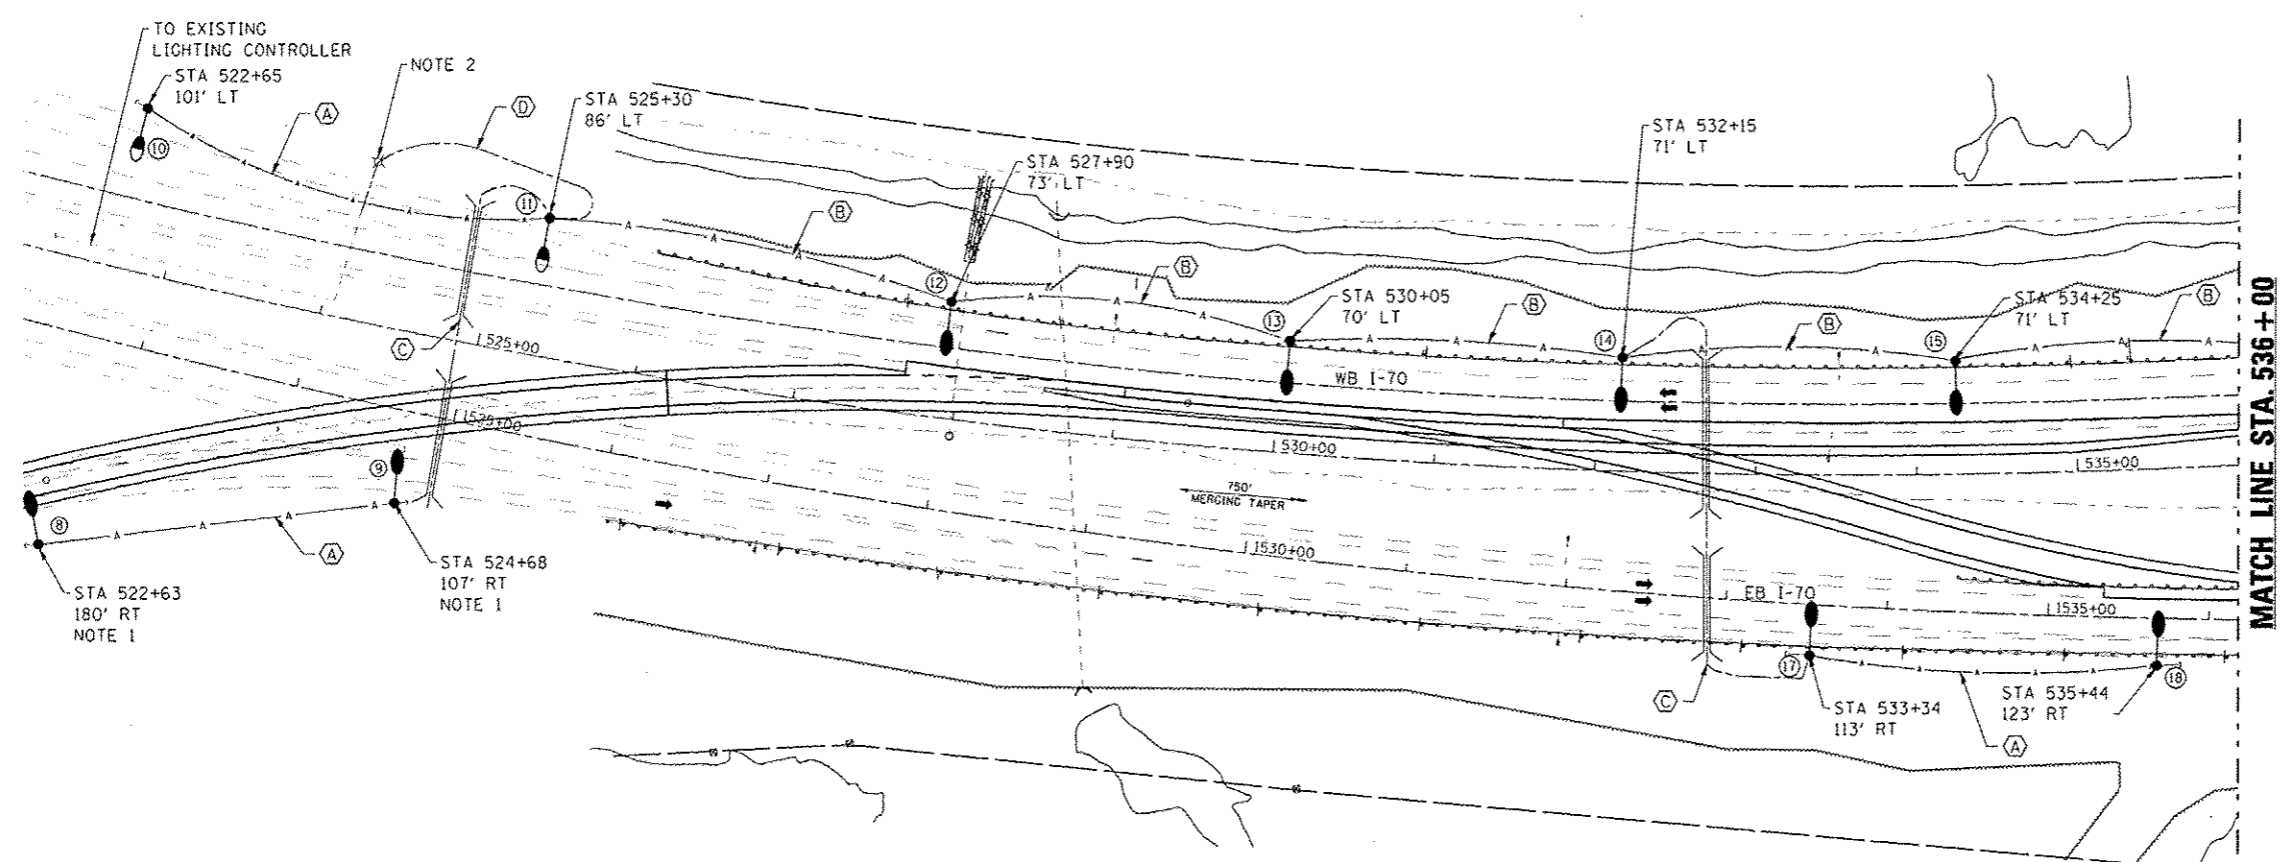 TO EXISTING
LIGHTING CONTROLLER
STA 522+65
101' LT
NOTE 2
A
D
10
STA 525+30
86' LT
11
B
STA 527+90
73' LT
12
B
STA 530+05
70' LT
13
B
STA 532+15
71' LT
14
B
STA 534+25
71' LT
15
B
MATCH LINE STA. 536+00
C
525+00
1525+00
WB I-70
530+00
535+00
750'
MERGING TAPER
1530+00
EB I-70
1535+00
8
9
A
STA 522+63
180' RT
NOTE 1
STA 524+68
107' RT
NOTE 1
C
17
STA 533+34
113' RT
A
STA 535+44
123' RT
18